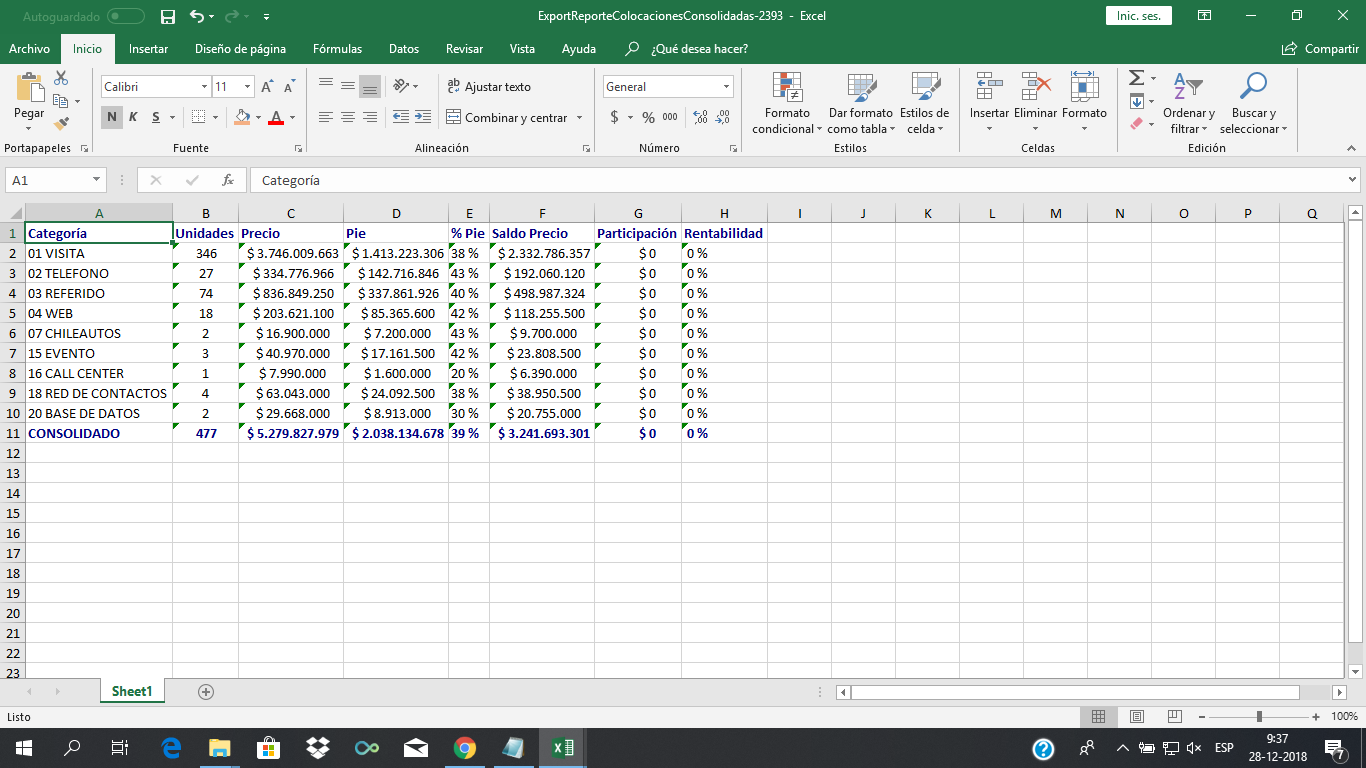 Autoguardado ExportReporteColocacionesConsolidadas-2393 - Excel Inic. ses.
Archivo Inicio Insertar Diseño de página Fórmulas Datos Revisar Vista Ayuda ¿Qué desea hacer? Compartir
Pegar
Portapapeles
Calibri 11
N K S
Fuente
Ajustar texto
Combinar y centrar
Alineación
General
$ % 000
Número
Formato condicional
Dar formato como tabla
Estilos de celda
Estilos
Insertar Eliminar Formato
Celdas
Ordenar y filtrar
Buscar y seleccionar
Edición
A1 fx Categoría
A B C D E F G H I J K L M N O P Q
1 Categoría Unidades Precio Pie % Pie Saldo Precio Participación Rentabilidad
2 01 VISITA 346 $ 3.746.009.663 $ 1.413.223.306 38 % $ 2.332.786.357 $ 0 0 %
3 02 TELEFONO 27 $ 334.776.966 $ 142.716.846 43 % $ 192.060.120 $ 0 0 %
4 03 REFERIDO 74 $ 836.849.250 $ 337.861.926 40 % $ 498.987.324 $ 0 0 %
5 04 WEB 18 $ 203.621.100 $ 85.365.600 42 % $ 118.255.500 $ 0 0 %
6 07 CHILEAUTOS 2 $ 16.900.000 $ 7.200.000 43 % $ 9.700.000 $ 0 0 %
7 15 EVENTO 3 $ 40.970.000 $ 17.161.500 42 % $ 23.808.500 $ 0 0 %
8 16 CALL CENTER 1 $ 7.990.000 $ 1.600.000 20 % $ 6.390.000 $ 0 0 %
9 18 RED DE CONTACTOS 4 $ 63.043.000 $ 24.092.500 38 % $ 38.950.500 $ 0 0 %
10 20 BASE DE DATOS 2 $ 29.668.000 $ 8.913.000 30 % $ 20.755.000 $ 0 0 %
11 CONSOLIDADO 477 $ 5.279.827.979 $ 2.038.134.678 39 % $ 3.241.693.301 $ 0 0 %
12
13
14
15
16
17
18
19
20
21
22
23
Sheet1
Listo 100%
ESP 9:37
28-12-2018
7